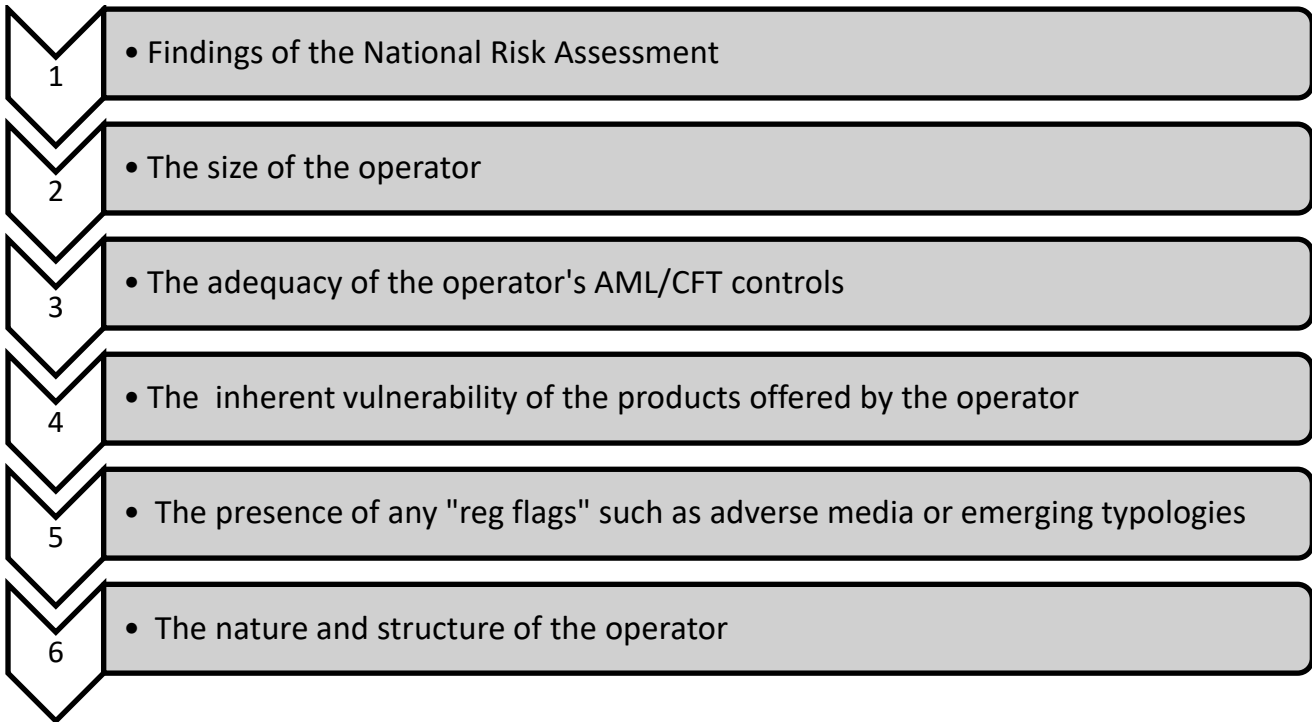 1
• Findings of the National Risk Assessment
2
• The size of the operator
3
• The adequacy of the operator's AML/CFT controls
4
• The  inherent vulnerability of the products offered by the operator
5
• The presence of any "reg flags" such as adverse media or emerging typologies
6
• The nature and structure of the operator